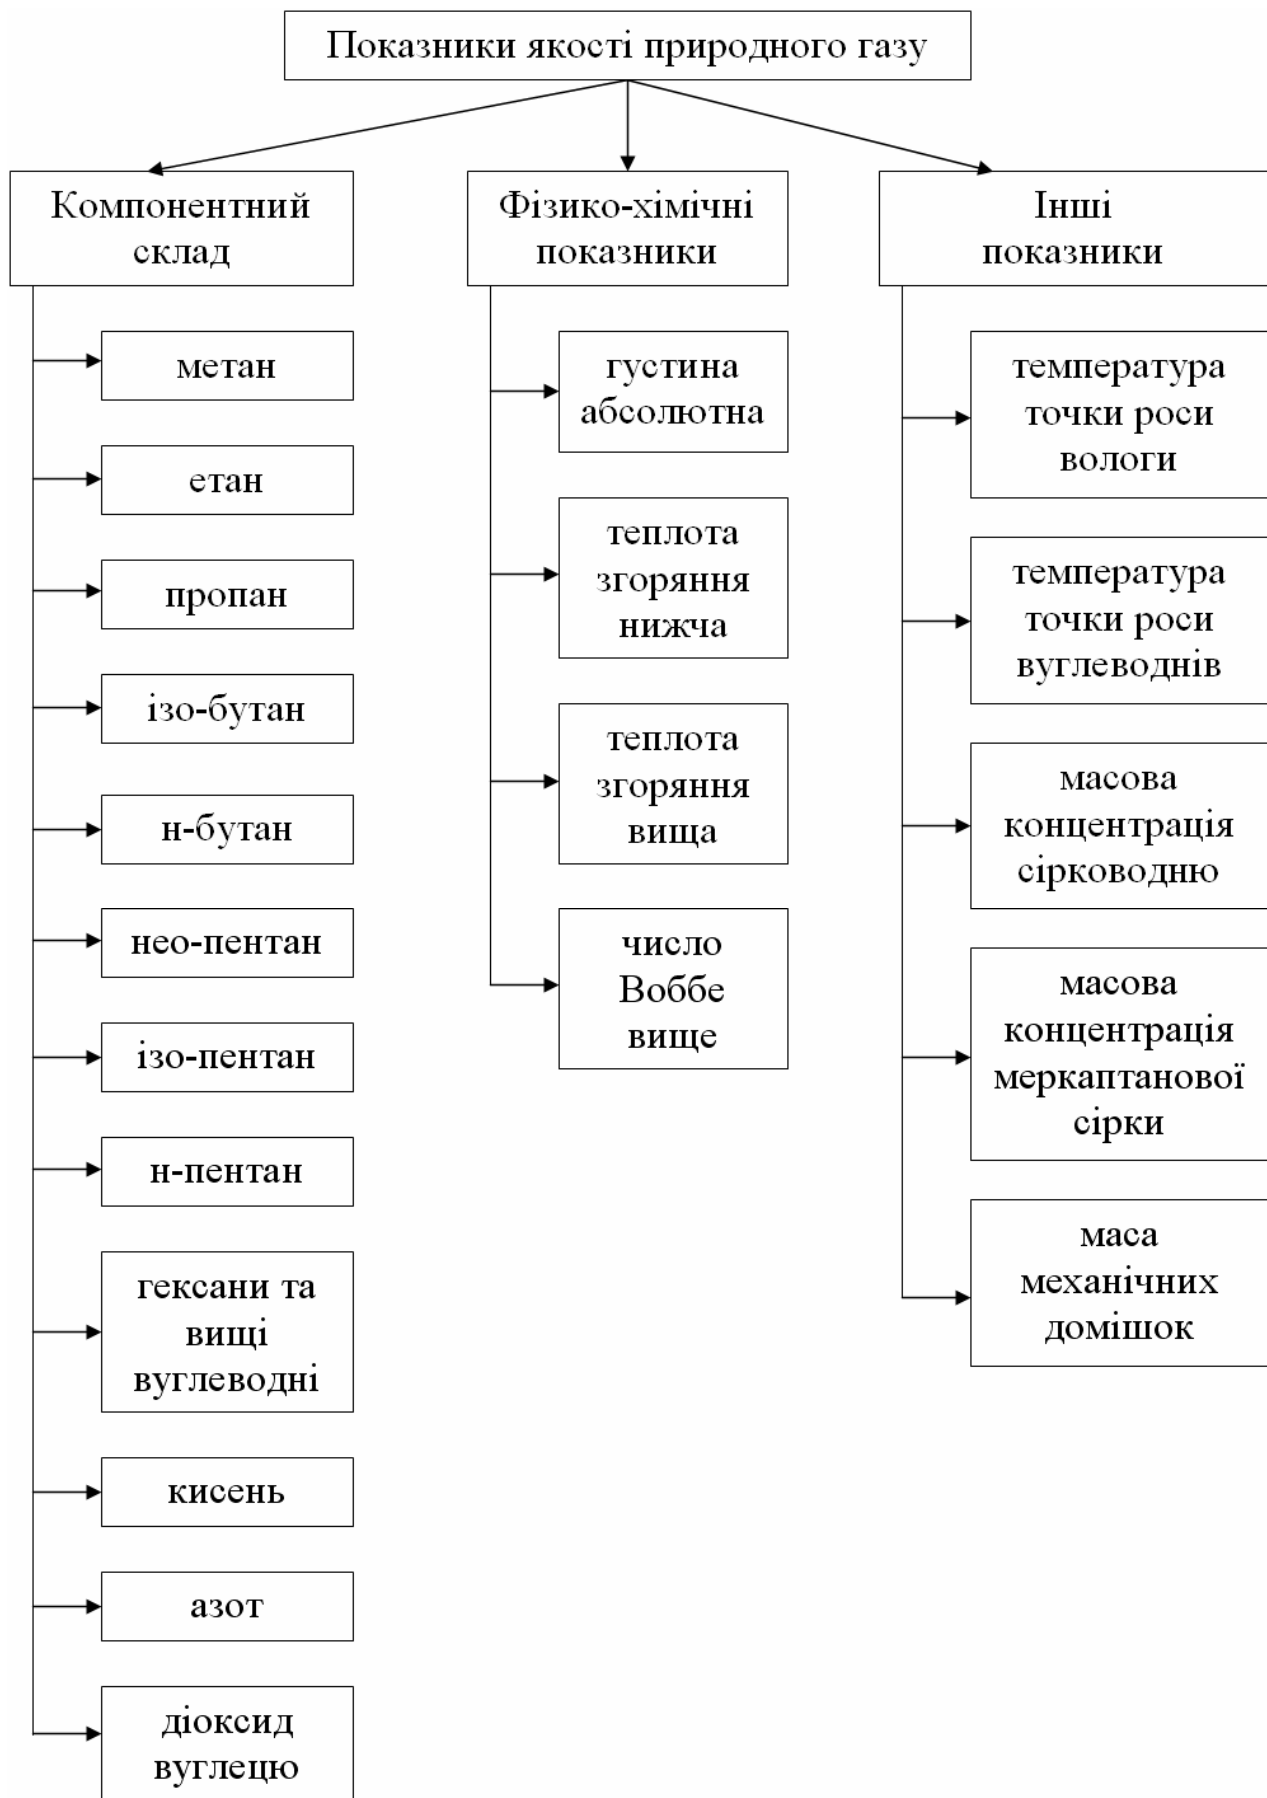 Показники якості природного газу
Компонентний
склад
метан
етан
пропан
ізо-бутан
н-бутан
нео-пентан
ізо-пентан
н-пентан
гексани та
вищі
вуглеводні
кисень
азот
діоксид
вуглецю
Фізико-хімічні
показники
густина
абсолютна
теплота
згоряння
нижча
теплота
згоряння
вища
число
Воббе
вище
Інші
показники
температура
точки роси
вологи
температура
точки роси
вуглеводнів
масова
концентрація
сірководню
масова
концентрація
меркаптанової
сірки
маса
механічних
домішок